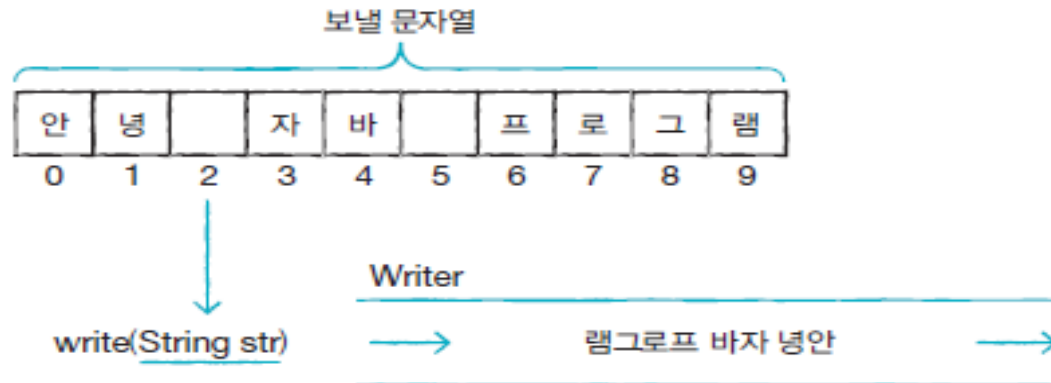 보낼 문자열
안 녕 자 바 프 로 그 램
0 1 2 3 4 5 6 7 8 9
Writer
write(String str) 램그로프 바자 녕안